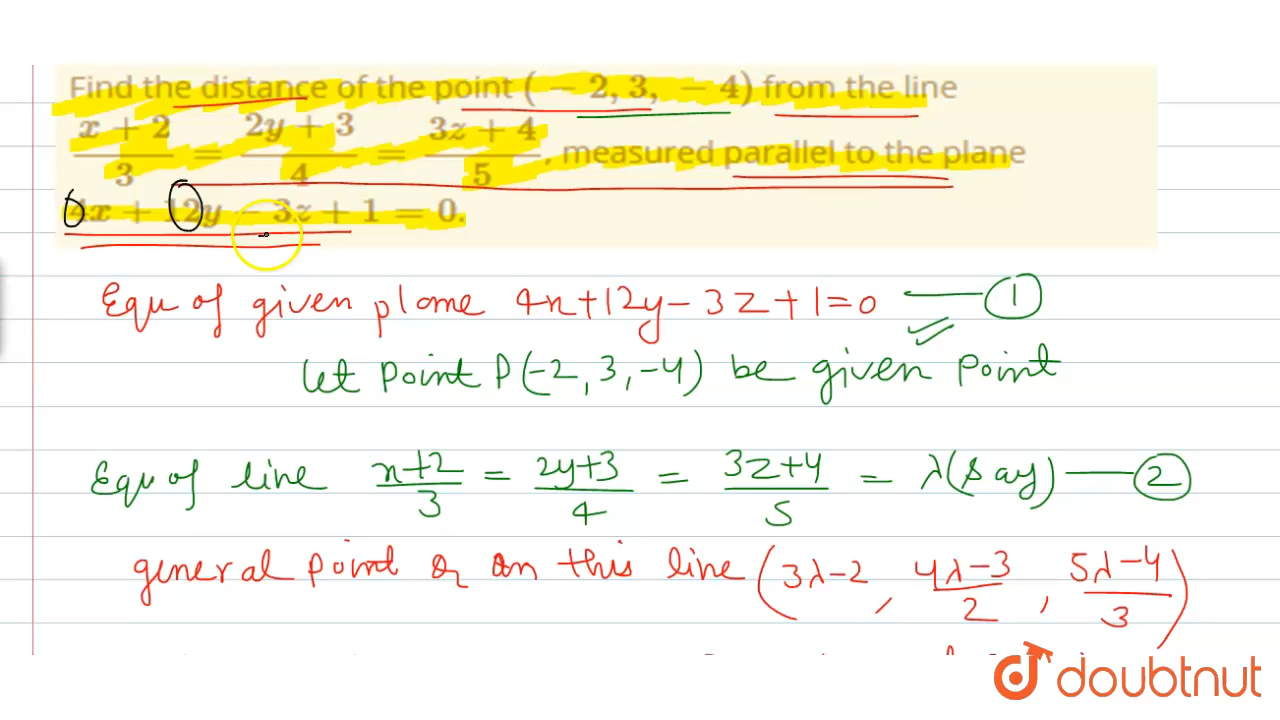 Find the distance of the point (− 2, 3, − 4) from the line
x + 2 / 3 = 2y + 3 / 4 = 3z + 4 / 5, measured parallel to the plane
4x + 12y − 3z + 1 = 0.
Equ of given plane 4x+12y−3z+1=0 ①
let point P(-2, 3, -4) be given point
Equ of line x+2/3 = 2y+3/4 = 3z+4/5 = λ(say) ②
general point Q on this line (3λ−2, 4λ−3/2, 5λ−4/3)
doubtnut